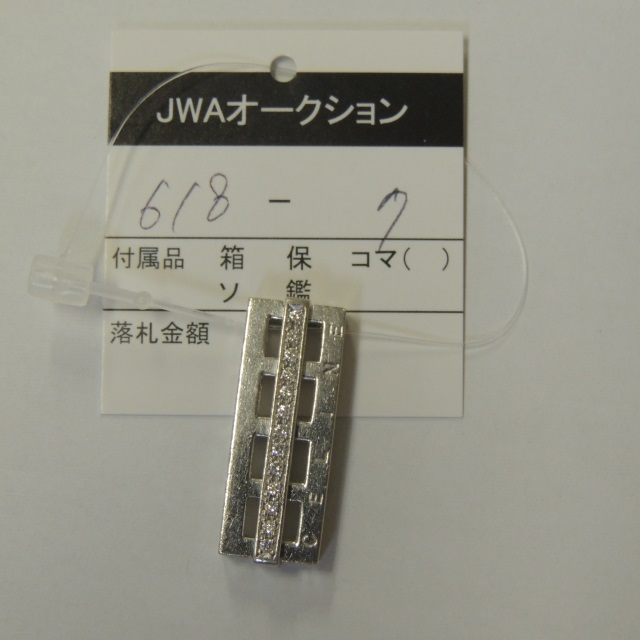 JWAオークション
618 - 7
付属品 箱 保 コマ( )
ソ 鑑
落札金額